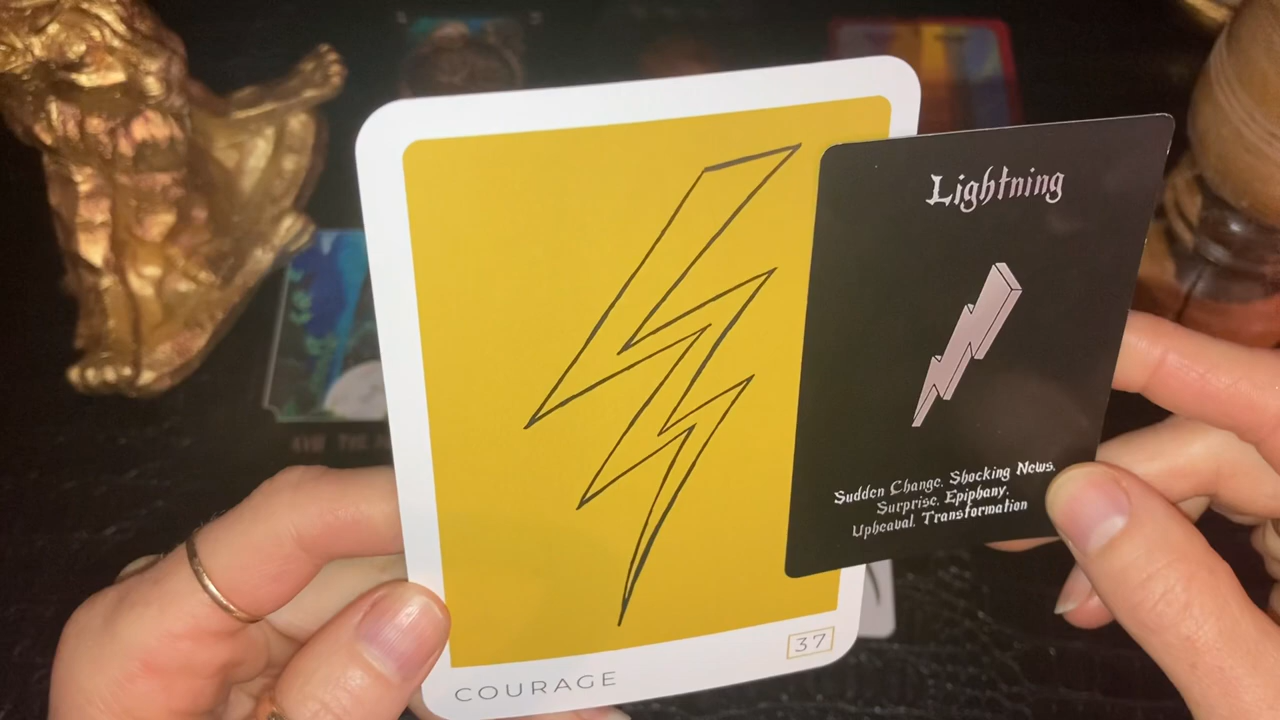 Lightning
Sudden Change. Shocking News.
Surprise. Epiphany.
Upheaval. Transformation
37
COURAGE